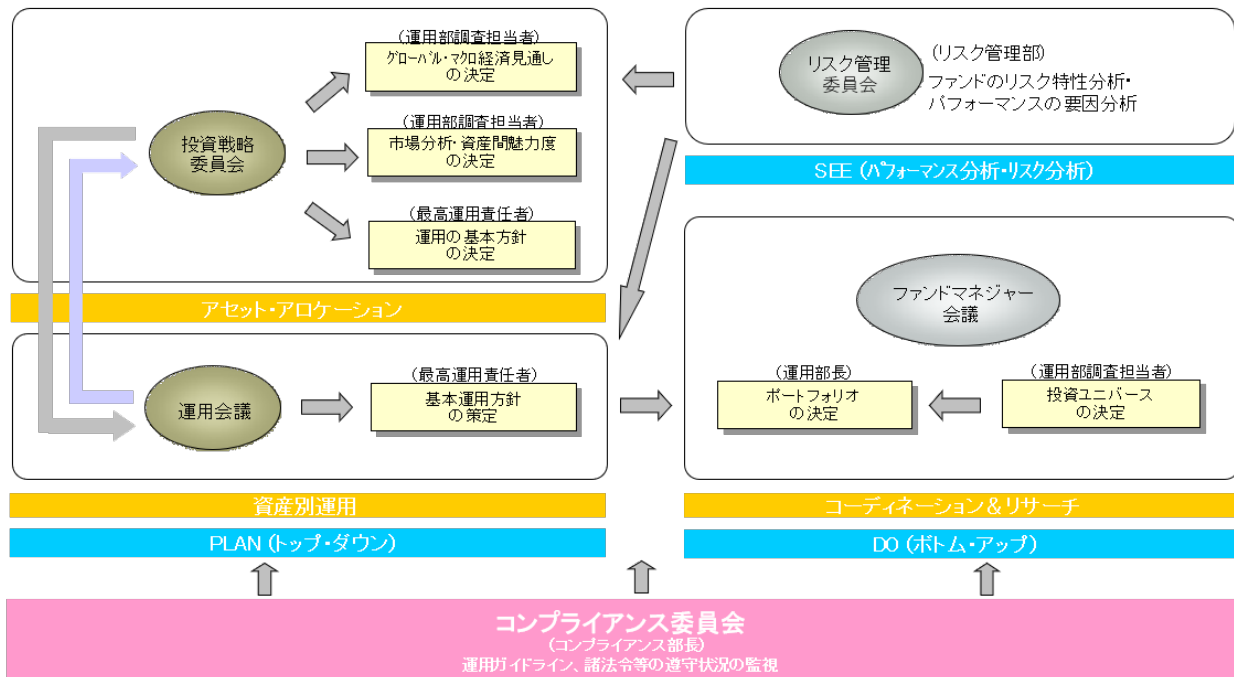 (運用部調査担当者)
グローバル・マクロ経済見通し
の決定
投資戦略
委員会
(運用部調査担当者)
市場分析・資産間魅力度
の決定
(最高運用責任者)
運用の基本方針
の決定
アセット・アロケーション
リスク管理
委員会
(リスク管理部)
ファンドのリスク特性分析・
パフォーマンスの要因分析
SEE (パフォーマンス分析・リスク分析)
運用会議
(最高運用責任者)
基本運用方針
の策定
資産別運用
PLAN (トップ・ダウン)
ファンドマネジャー
会議
(運用部長)
ポートフォリオ
の決定
(運用部調査担当者)
投資ユニバース
の決定
コーディネーション&リサーチ
DO (ボトム・アップ)
コンプライアンス委員会
(コンプライアンス部長)
運用ガイドライン、諸法令等の遵守状況の監視